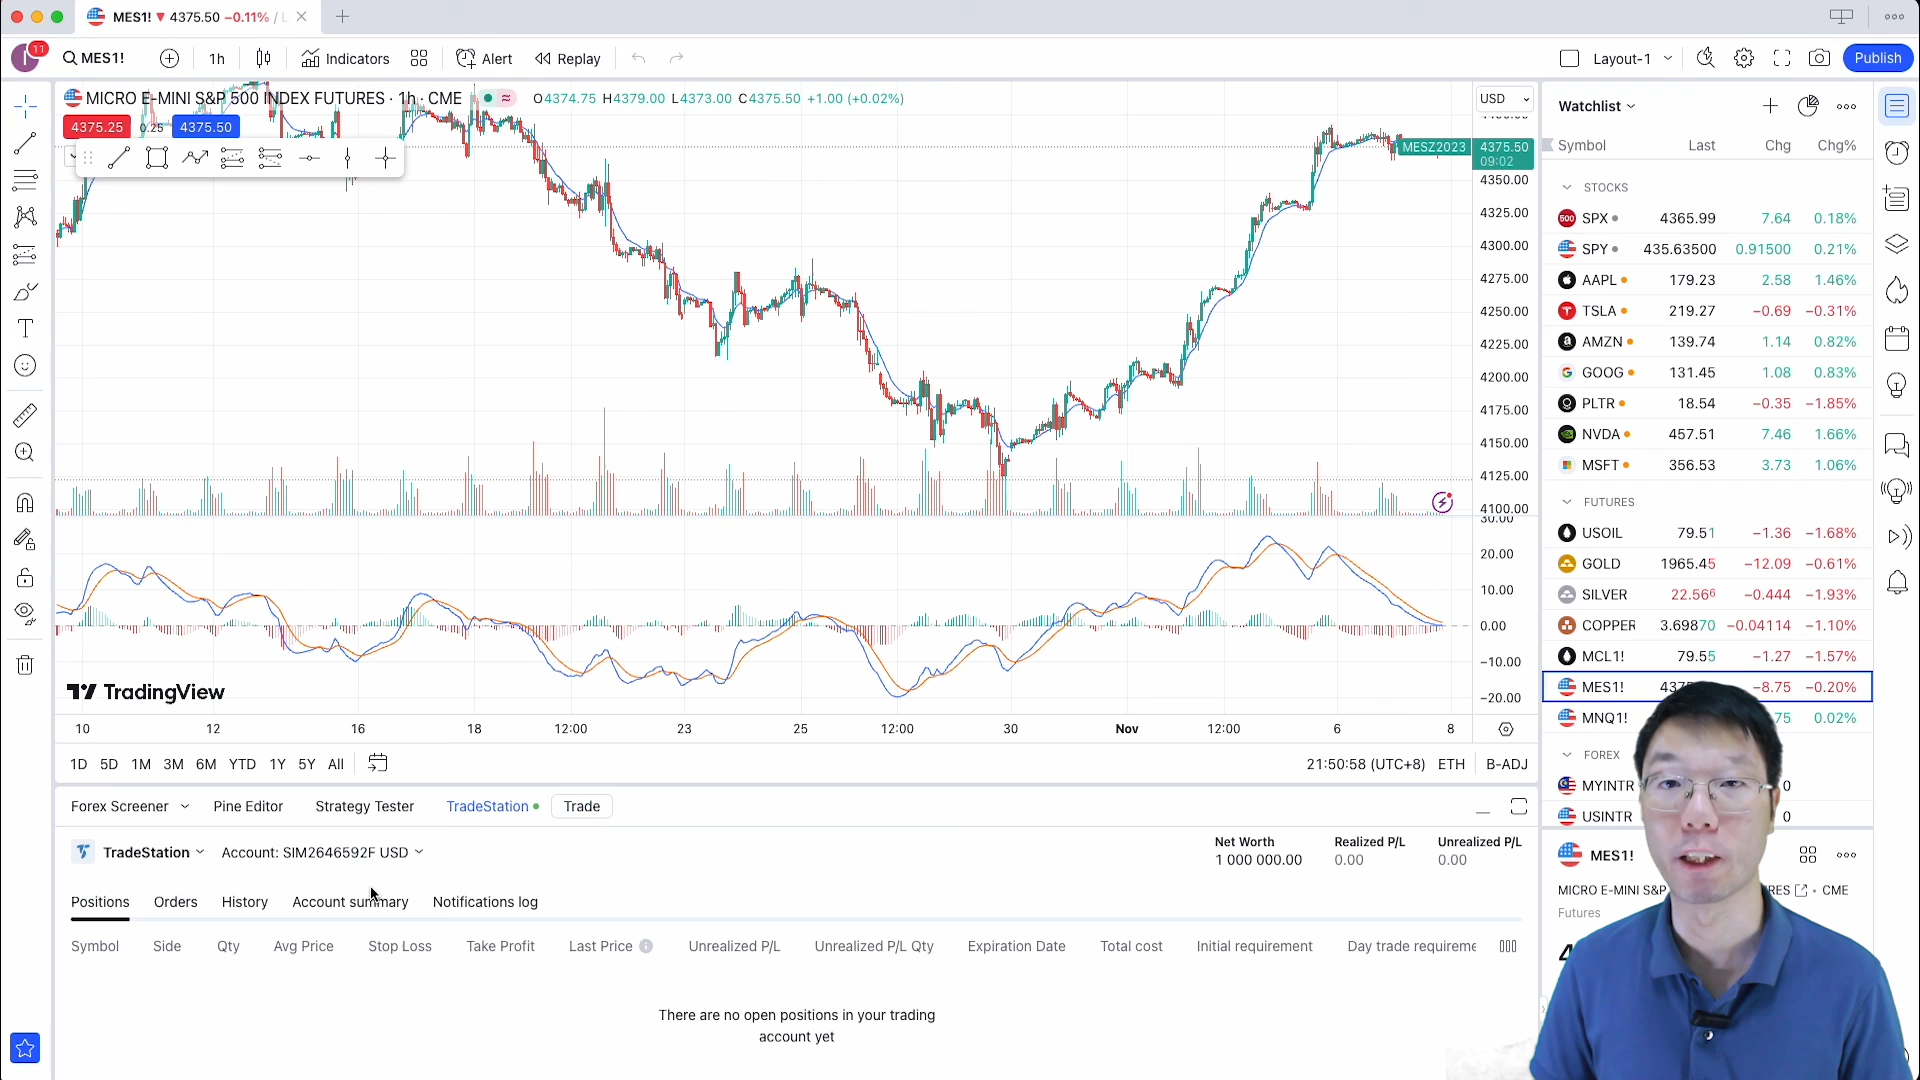 MES1! ▼ 4375.50 −0.11% / L
11
MES1!
1h
Indicators
Alert
Replay
Layout-1
Publish
MICRO E-MINI S&P 500 INDEX FUTURES · 1h · CME
O4374.75 H4379.00 L4373.00 C4375.50 +1.00 (+0.02%)
4375.25 0.25 4375.50
USD
MESZ2023 4375.50
09:02
4350.00
4325.00
4300.00
4275.00
4250.00
4225.00
4200.00
4175.00
4150.00
4125.00
4100.00
30.00
20.00
10.00
0.00
−10.00
−20.00
TradingView
10 12 16 18 12:00 23 25 12:00 30 Nov 12:00 6 8
1D 5D 1M 3M 6M YTD 1Y 5Y All
21:50:58 (UTC+8) ETH B-ADJ
Forex Screener Pine Editor Strategy Tester TradeStation Trade
TradeStation Account: SIM2646592F USD
Net Worth Realized P/L Unrealized P/L
1 000 000.00 0.00 0.00
Positions Orders History Account summary Notifications log
Symbol Side Qty Avg Price Stop Loss Take Profit Last Price Unrealized P/L Unrealized P/L Qty Expiration Date Total cost Initial requirement Day trade requireme
There are no open positions in your trading
account yet
Watchlist
Symbol Last Chg Chg%
STOCKS
SPX 4365.99 7.64 0.18%
SPY 435.63500 0.91500 0.21%
AAPL 179.23 2.58 1.46%
TSLA 219.27 −0.69 −0.31%
AMZN 139.74 1.14 0.82%
GOOG 131.45 1.08 0.83%
PLTR 18.54 −0.35 −1.85%
NVDA 457.51 7.46 1.66%
MSFT 356.53 3.73 1.06%
FUTURES
USOIL 79.51 −1.36 −1.68%
GOLD 1965.45 −12.09 −0.61%
SILVER 22.566 −0.444 −1.93%
COPPER 3.69870 −0.04114 −1.10%
MCL1! 79.55 −1.27 −1.57%
MES1! 437 −8.75 −0.20%
MNQ1! 75 0.02%
FOREX
MYINTR 0
USINTR 0
MES1!
MICRO E-MINI S&P RES · CME
Futures
4